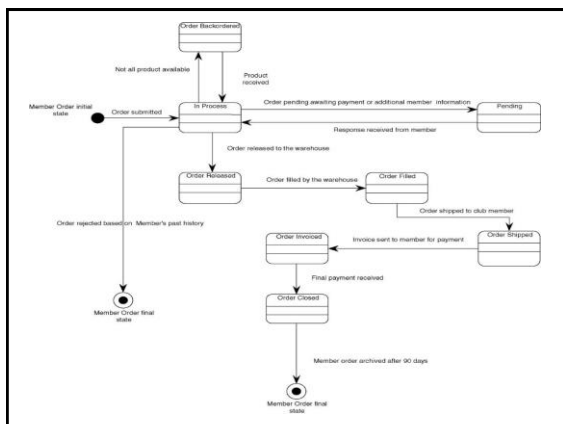 Order Backordered
Not all product available
Product
received
Member Order initial
state
Order submitted
In Process
Order pending awaiting payment or additional member information
Pending
Response received from member
Order released to the warehouse
Order Released
Order filled by the warehouse
Order Filled
Order shipped to club member
Order rejected based on Member's past history
Order Invoiced
Invoice sent to member for payment
Order Shipped
Final payment received
Order Closed
Member Order final
state
Member order archived after 90 days
Member Order final
state